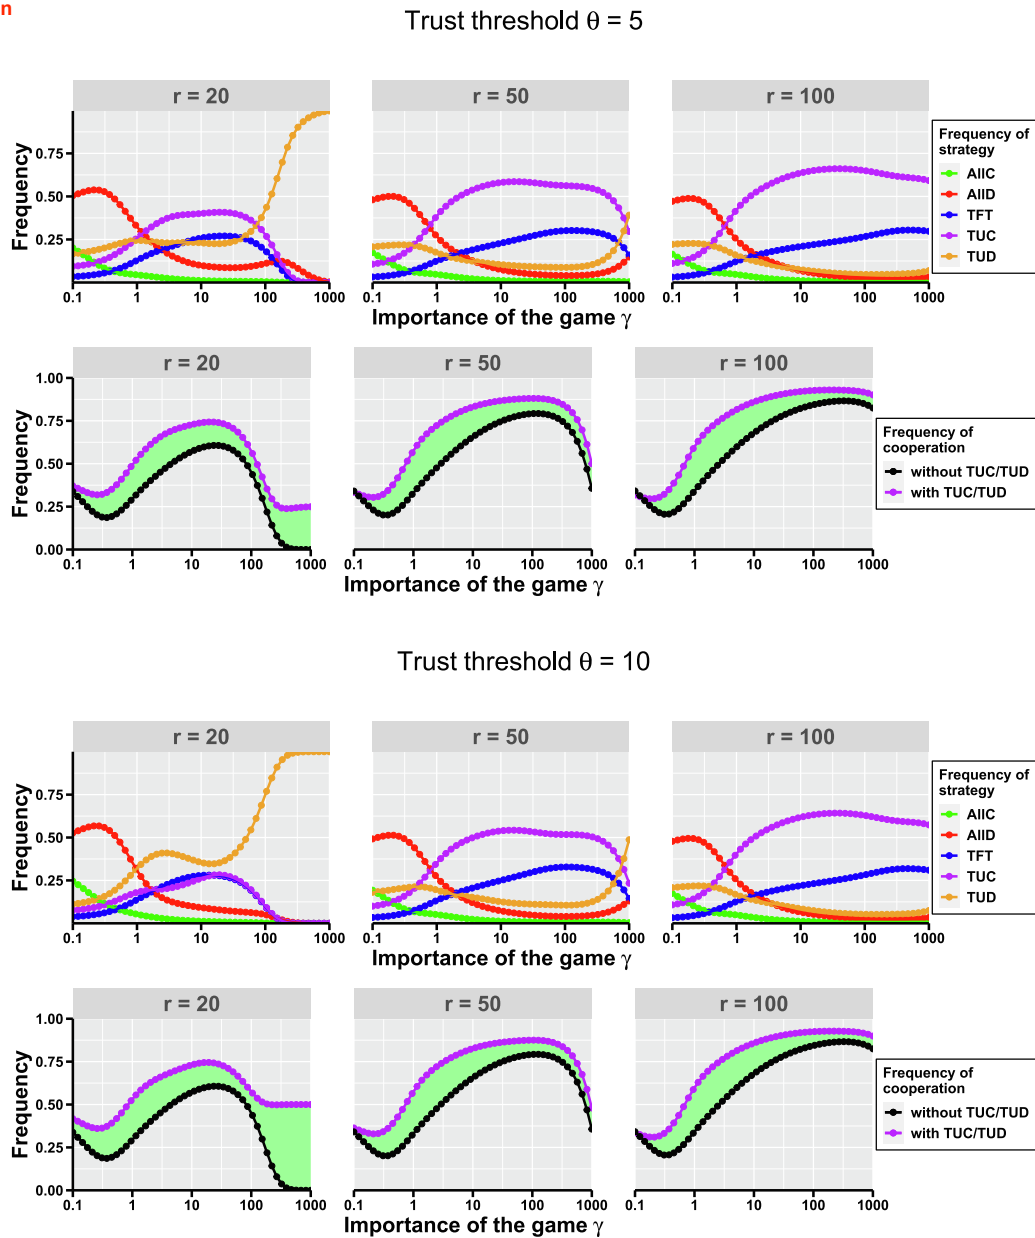 n
Trust threshold θ = 5
r = 20 r = 50 r = 100
Frequency
0.75
0.50
0.25
0.1 1 10 100 1000 0.1 1 10 100 1000 0.1 1 10 100 1000
Importance of the game γ
Frequency of
strategy
AllC
AllD
TFT
TUC
TUD
r = 20 r = 50 r = 100
Frequency
1.00
0.75
0.50
0.25
0.00
0.1 1 10 100 1000 0.1 1 10 100 1000 0.1 1 10 100 1000
Importance of the game γ
Frequency of
cooperation
without TUC/TUD
with TUC/TUD
Trust threshold θ = 10
r = 20 r = 50 r = 100
Frequency
0.75
0.50
0.25
0.1 1 10 100 1000 0.1 1 10 100 1000 0.1 1 10 100 1000
Importance of the game γ
Frequency of
strategy
AllC
AllD
TFT
TUC
TUD
r = 20 r = 50 r = 100
Frequency
1.00
0.75
0.50
0.25
0.00
0.1 1 10 100 1000 0.1 1 10 100 1000 0.1 1 10 100 1000
Importance of the game γ
Frequency of
cooperation
without TUC/TUD
with TUC/TUD